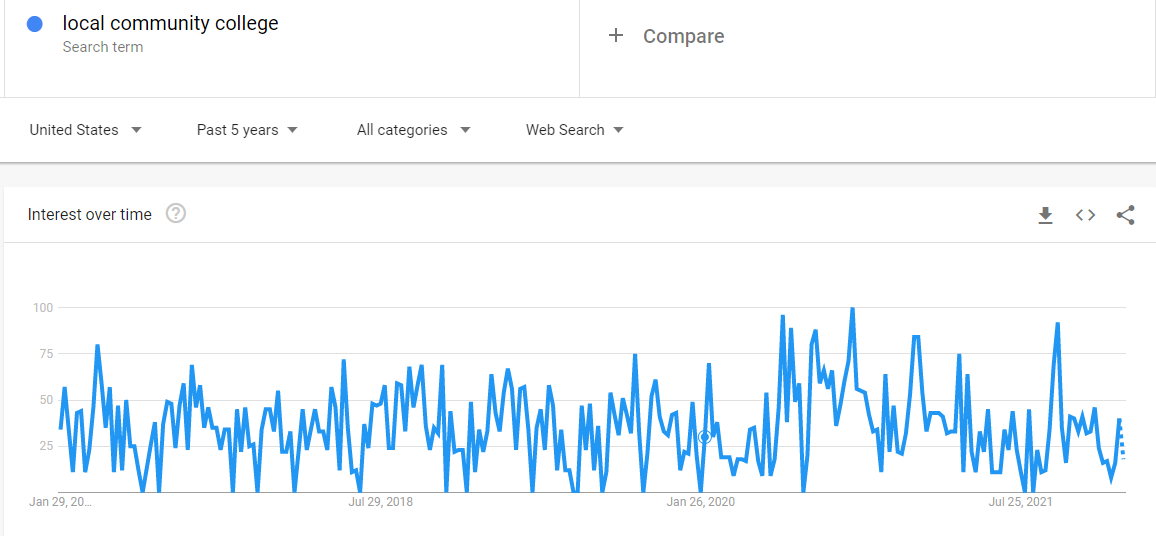 local community college
Search term
+ Compare
United States
Past 5 years
All categories
Web Search
Interest over time ?
100
75
50
25
Jan 29, 20...
Jul 29, 2018
Jan 26, 2020
Jul 25, 2021